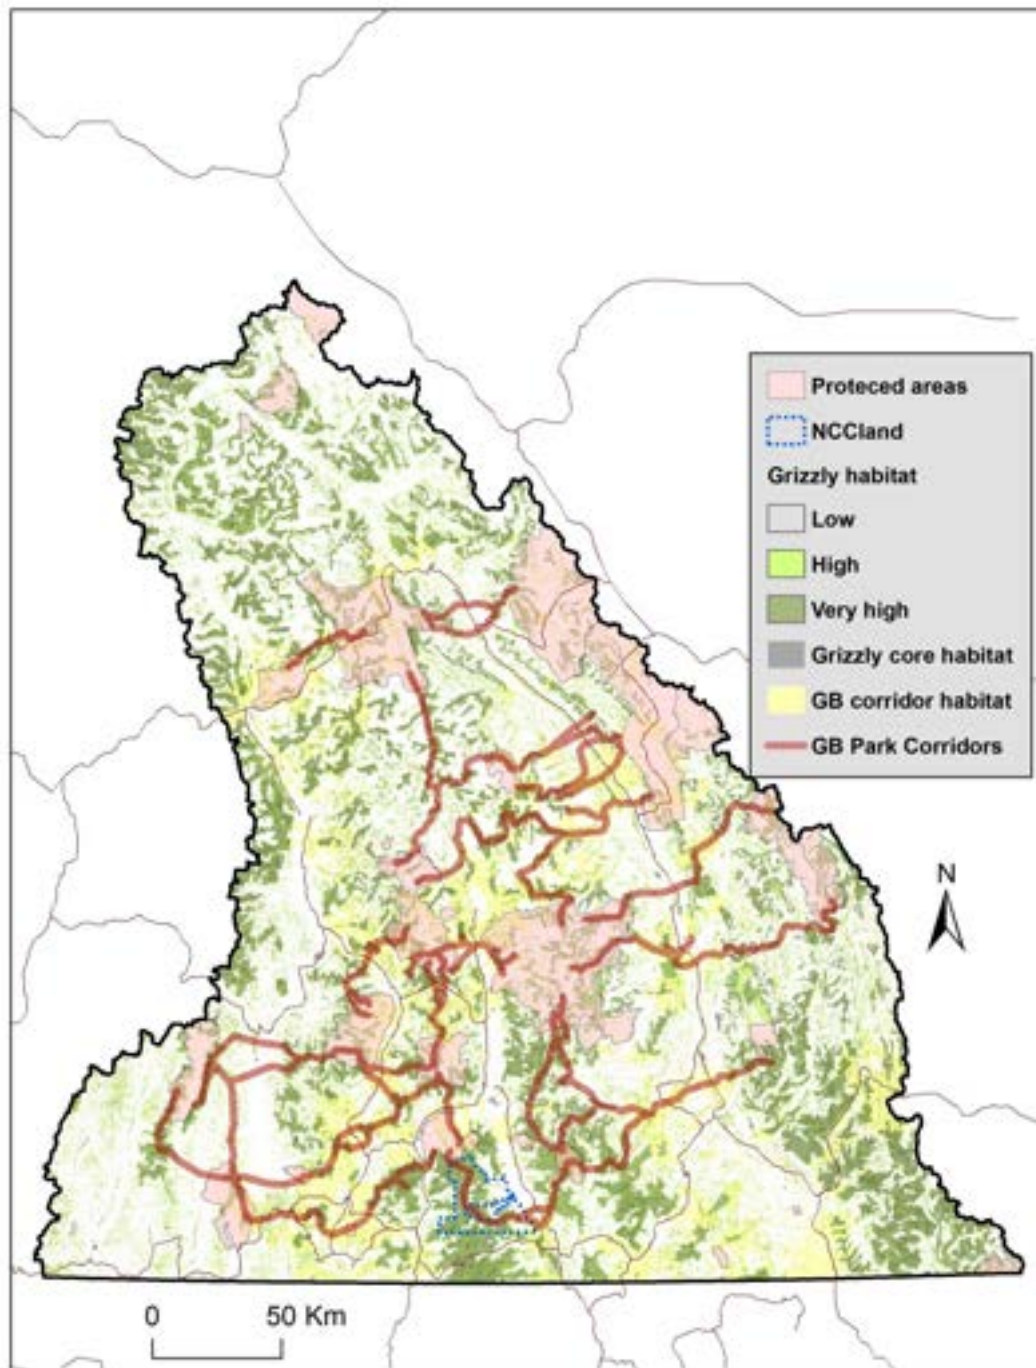 Proteced areas
NCCland
Grizzly habitat
Low
High
Very high
Grizzly core habitat
GB corridor habitat
GB Park Corridors
N
0 50 Km